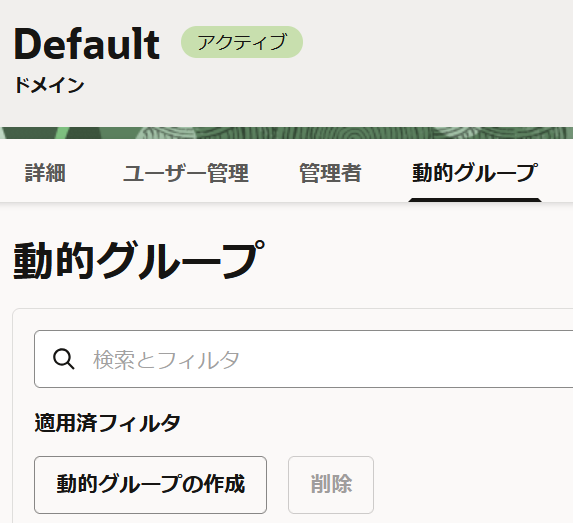 Default アクティブ
ドメイン
詳細 ユーザー管理 管理者 動的グループ
動的グループ
検索とフィルタ
適用済フィルタ
動的グループの作成 削除